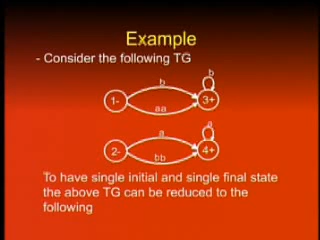 Example
- Consider the following TG
b
b
1-
3+
aa
a
a
2-
4+
bb
To have single initial and single final state
the above TG can be reduced to the
following